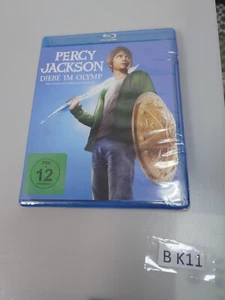 PERCY
JACKSON
DIEBE IM OLYMP
FSK
12
B K11